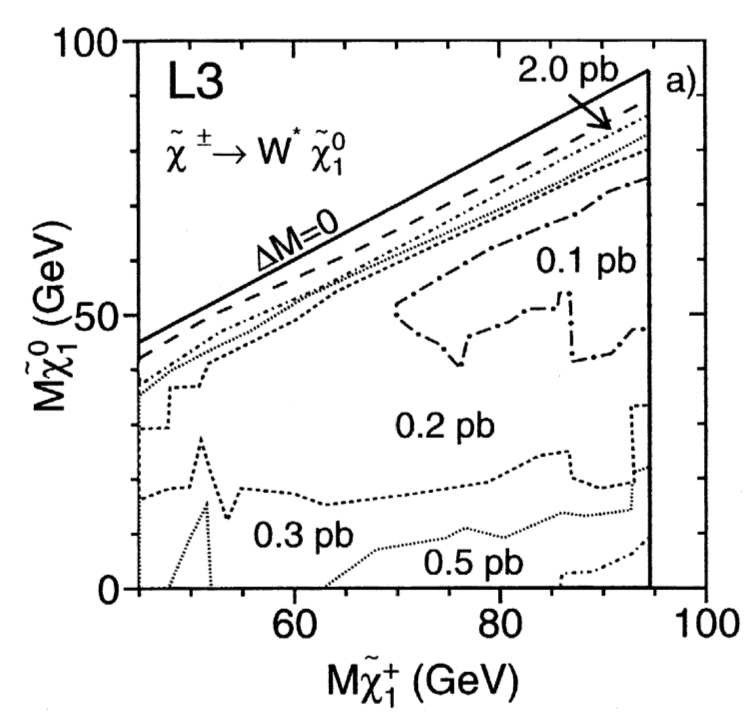 100
L3
2.0 pb
a)
χ̃ ± → W* χ̃₁⁰
ΔM=0
0.1 pb
50
Mχ̃₁⁰ (GeV)
0.2 pb
0.3 pb
0.5 pb
0
60
80
100
Mχ̃₁⁺ (GeV)